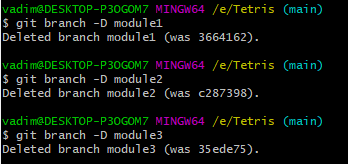 vadim@DESKTOP-P3OGOM7 MINGW64 /e/Tetris (main)
$ git branch -D module1
Deleted branch module1 (was 3664162).
vadim@DESKTOP-P3OGOM7 MINGW64 /e/Tetris (main)
$ git branch -D module2
Deleted branch module2 (was c287398).
vadim@DESKTOP-P3OGOM7 MINGW64 /e/Tetris (main)
$ git branch -D module3
Deleted branch module3 (was 35ede75).